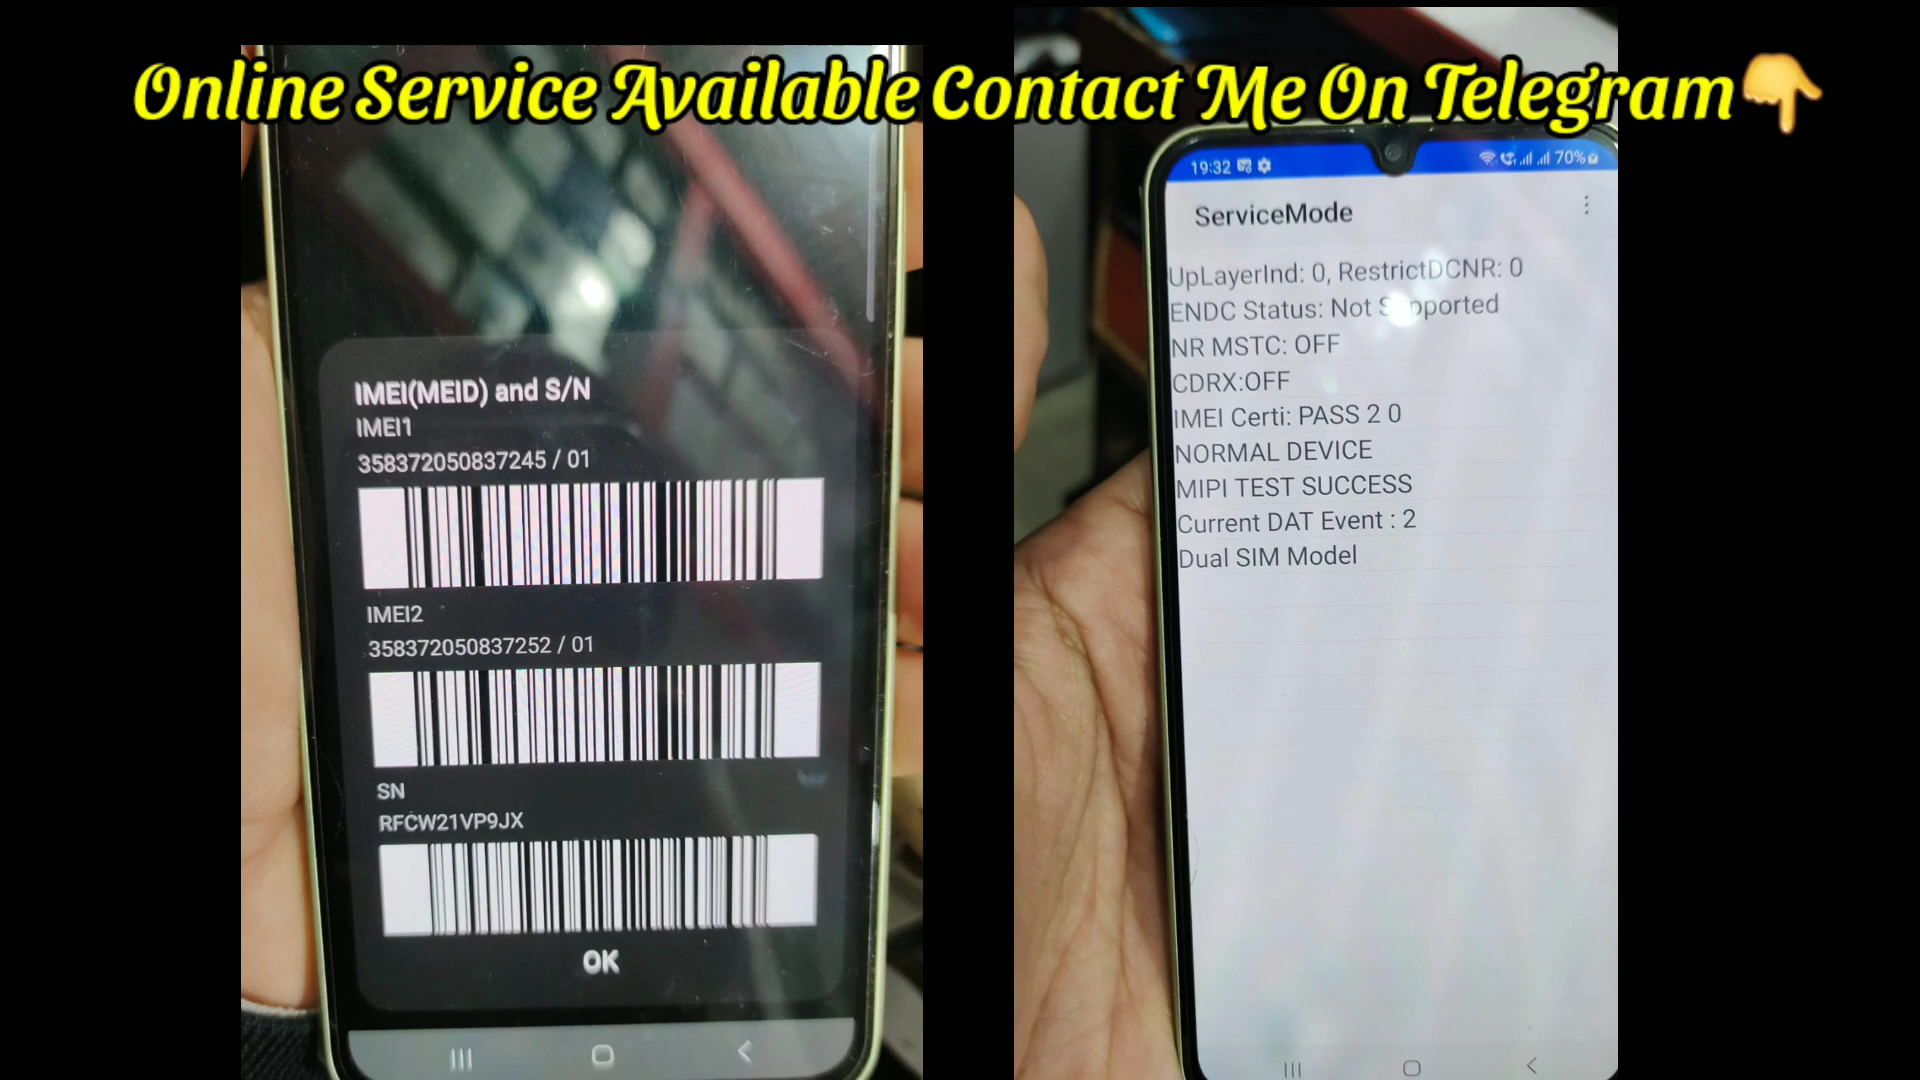 Online Service Available Contact Me On Telegram👇
IMEI(MEID) and S/N
IMEI1
358372050837245 / 01
IMEI2
358372050837252 / 01
SN
RFCW21VP9JX
OK
19:32
70%
ServiceMode
UpLayerInd: 0, RestrictDCNR: 0
ENDC Status: Not Supported
NR MSTC: OFF
CDRX:OFF
IMEI Certi: PASS 2 0
NORMAL DEVICE
MIPI TEST SUCCESS
Current DAT Event : 2
Dual SIM Model